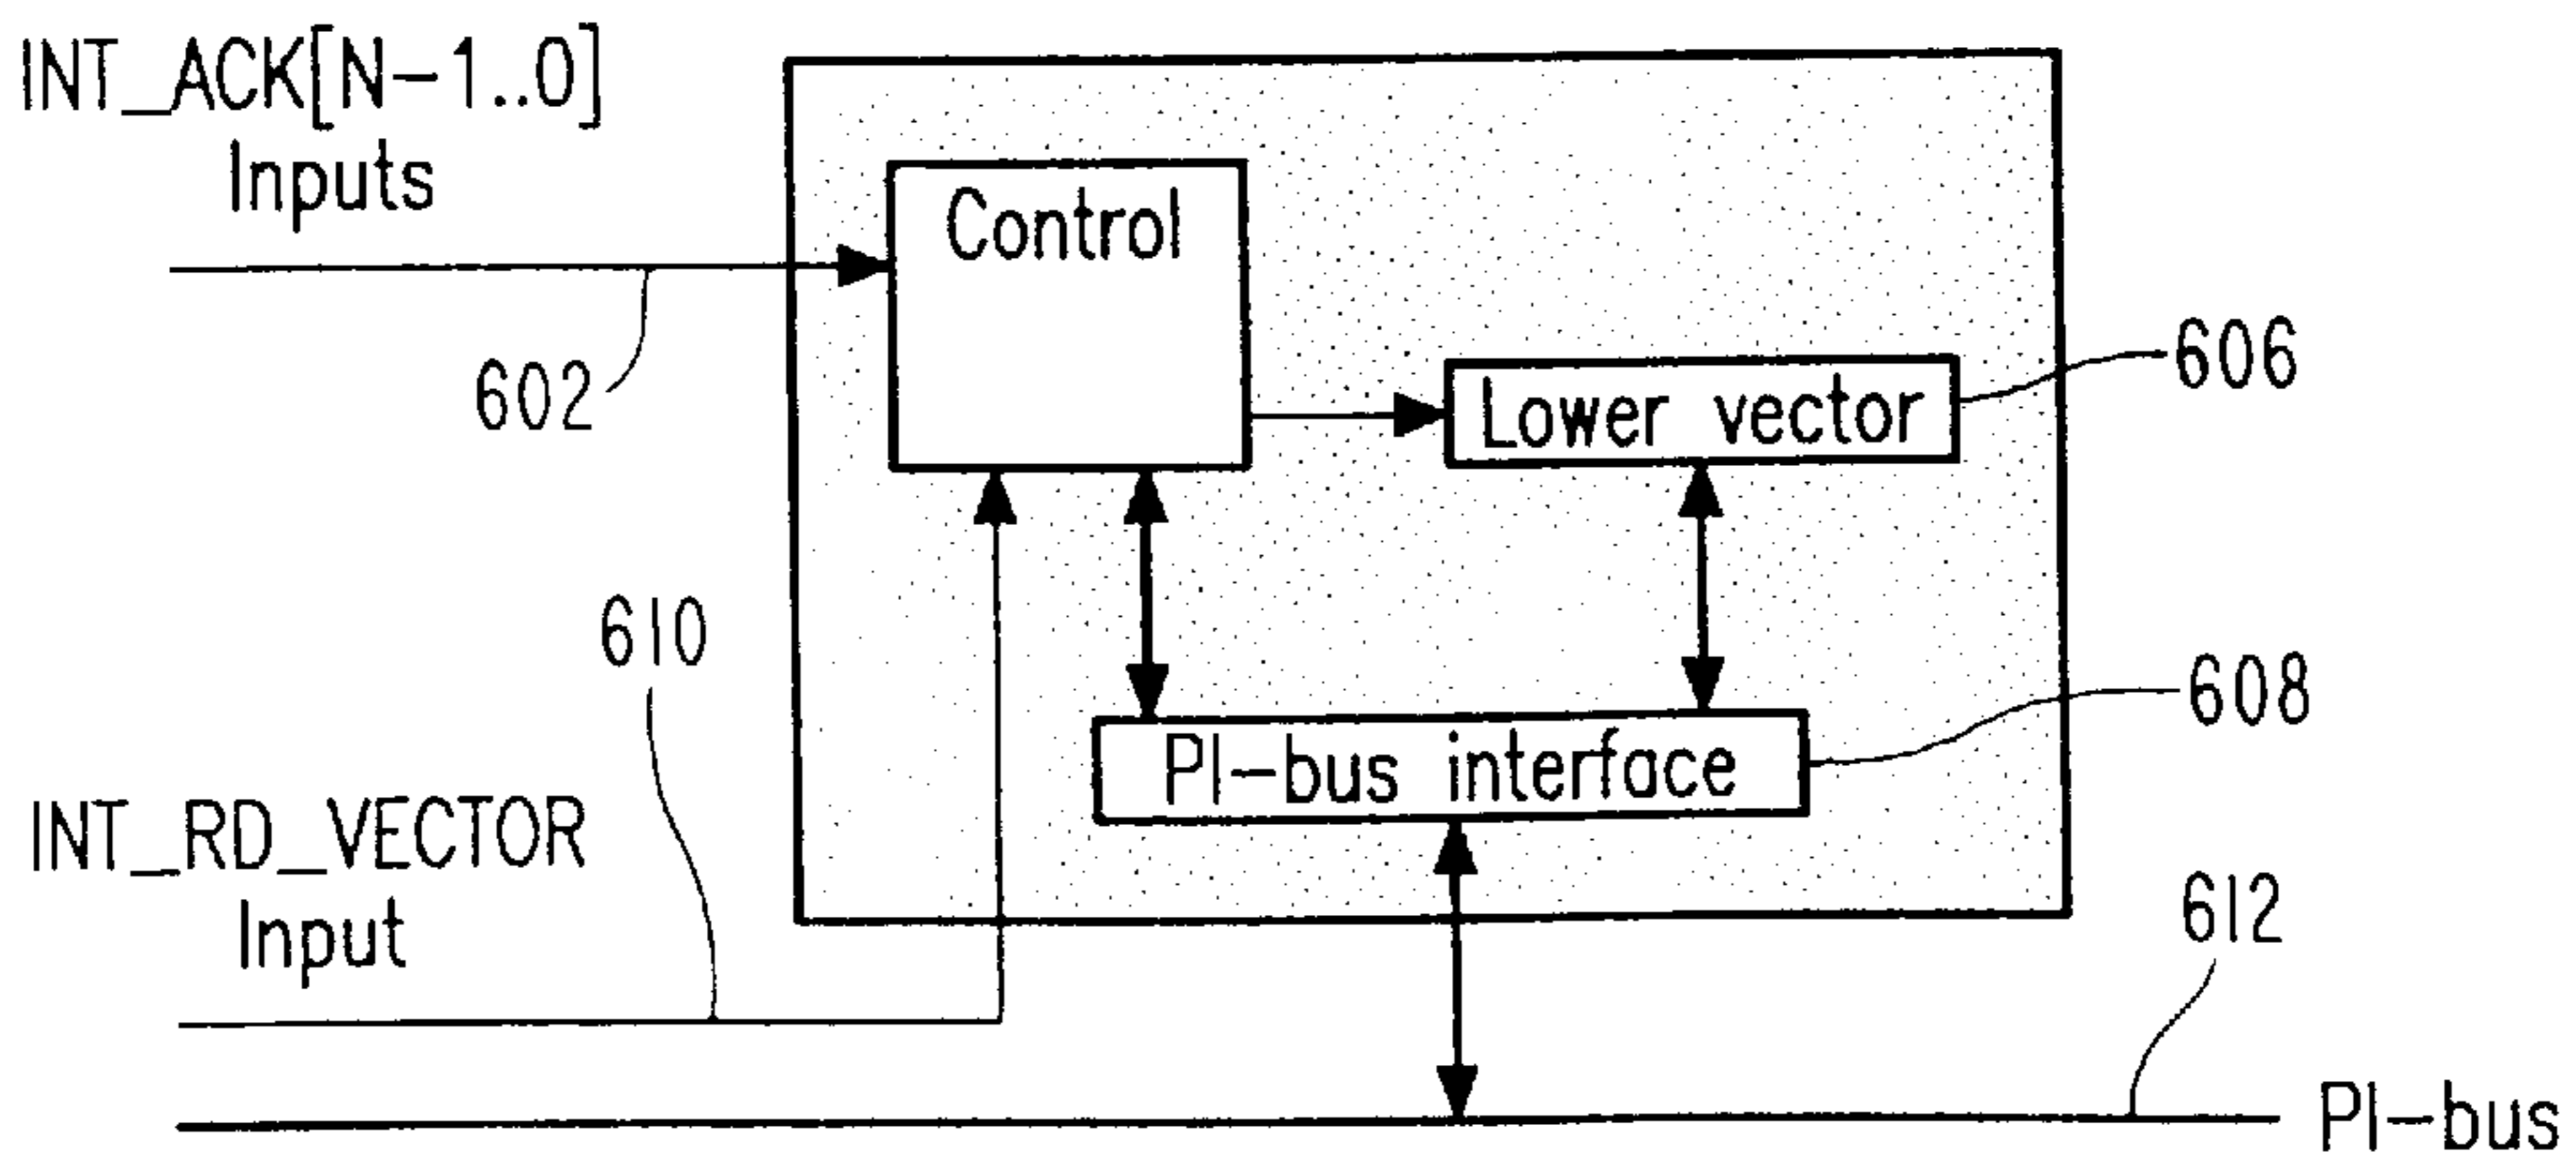 INT_ACK[N-1..0]
Inputs
Control
602
606
Lower vector
610
608
PI-bus interface
INT_RD_VECTOR
Input
612
PI-bus